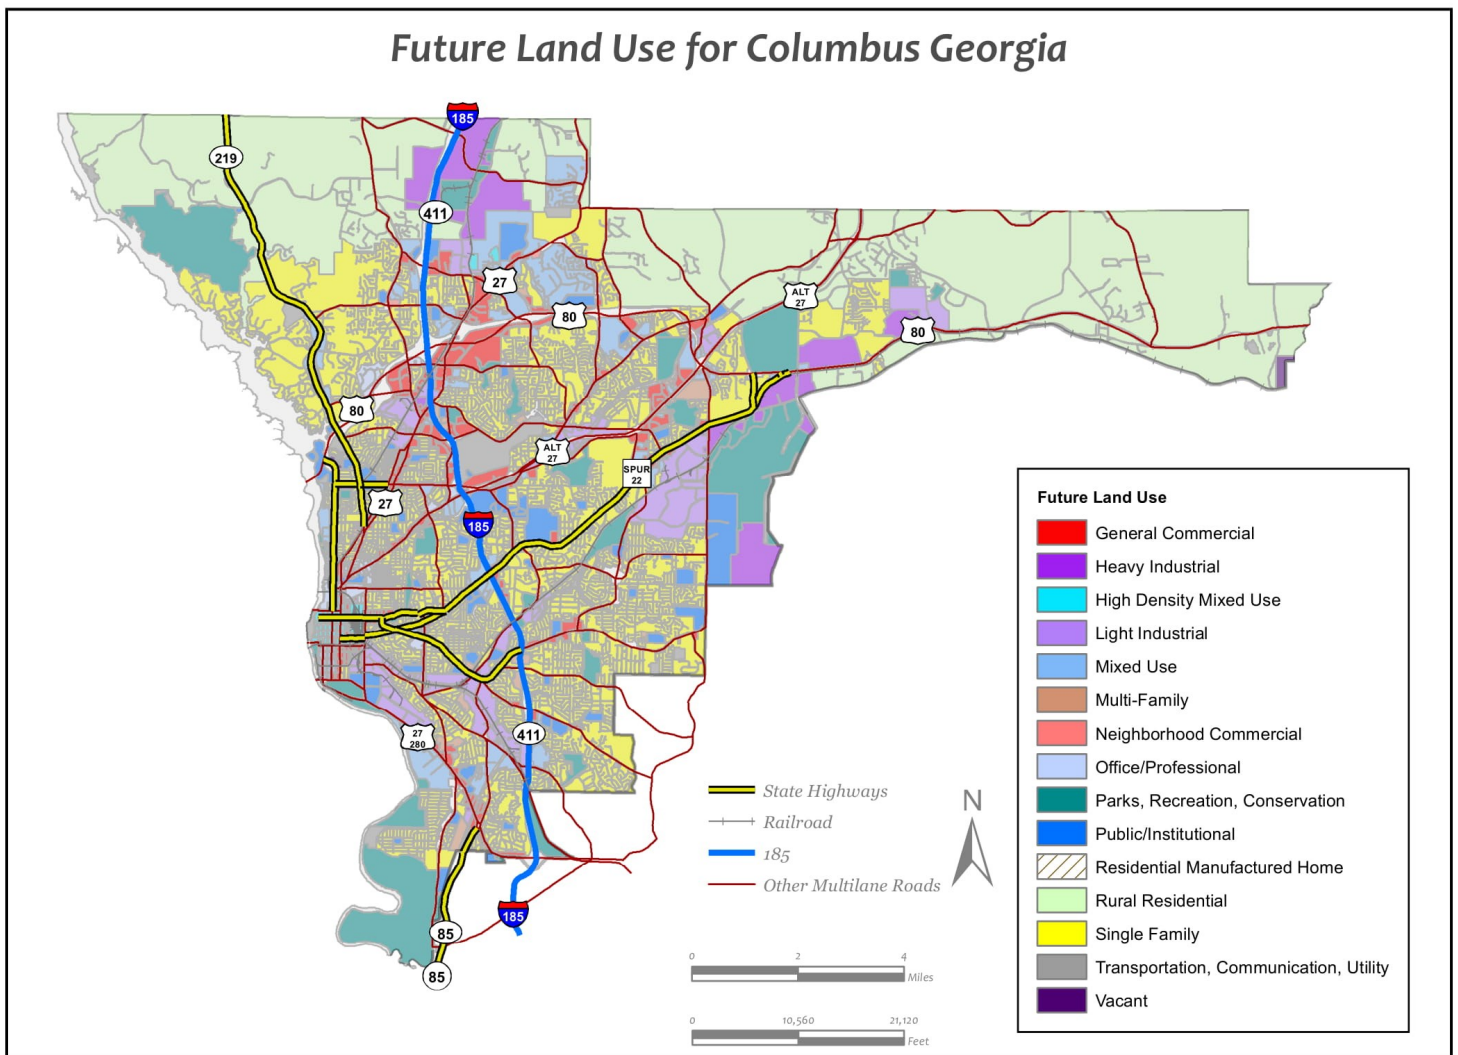 Future Land Use for Columbus Georgia
185
219
411
27
ALT
27
80
80
80
ALT
27
SPUR
22
27
185
27
280
411
185
85
85
State Highways
Railroad
185
Other Multilane Roads
N
0
2
4
Miles
0
10,560
21,120
Feet
Future Land Use
General Commercial
Heavy Industrial
High Density Mixed Use
Light Industrial
Mixed Use
Multi-Family
Neighborhood Commercial
Office/Professional
Parks, Recreation, Conservation
Public/Institutional
Residential Manufactured Home
Rural Residential
Single Family
Transportation, Communication, Utility
Vacant